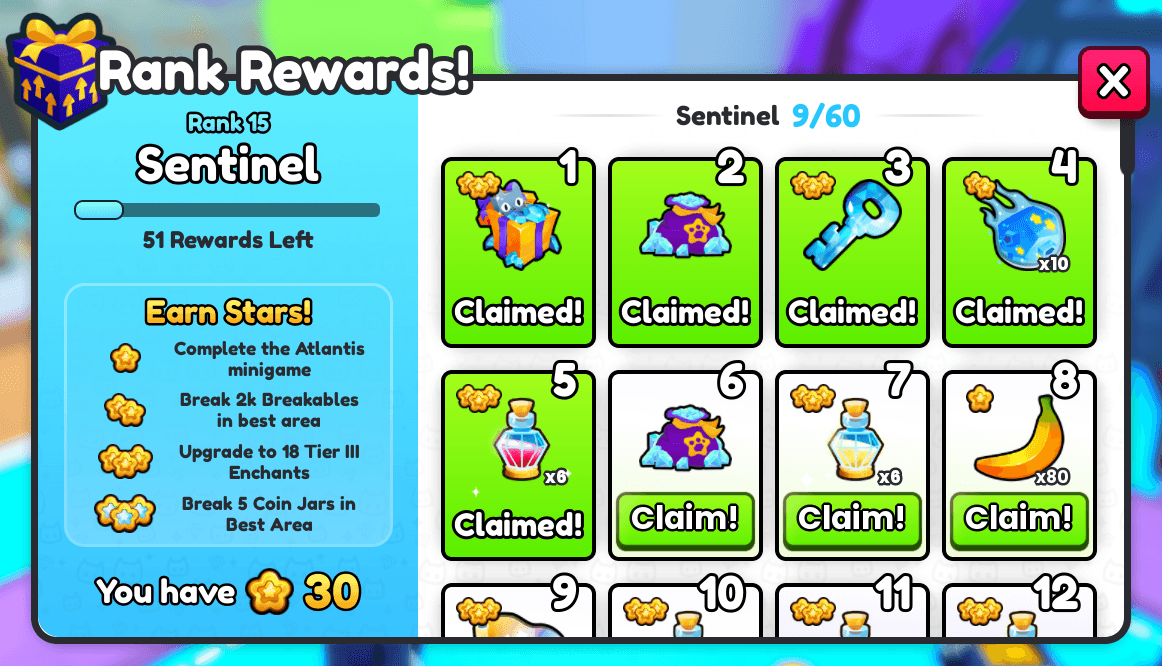 Rank Rewards!
X
Rank 15
Sentinel
51 Rewards Left
Earn Stars!
Complete the Atlantis
minigame
Break 2k Breakables
in best area
Upgrade to 18 Tier III
Enchants
Break 5 Coin Jars in
Best Area
You have 30
Sentinel 9/60
1
2
3
4
x10
Claimed!
Claimed!
Claimed!
Claimed!
5
6
7
8
x6
x6
x80
Claimed!
Claim!
Claim!
Claim!
9
10
11
12